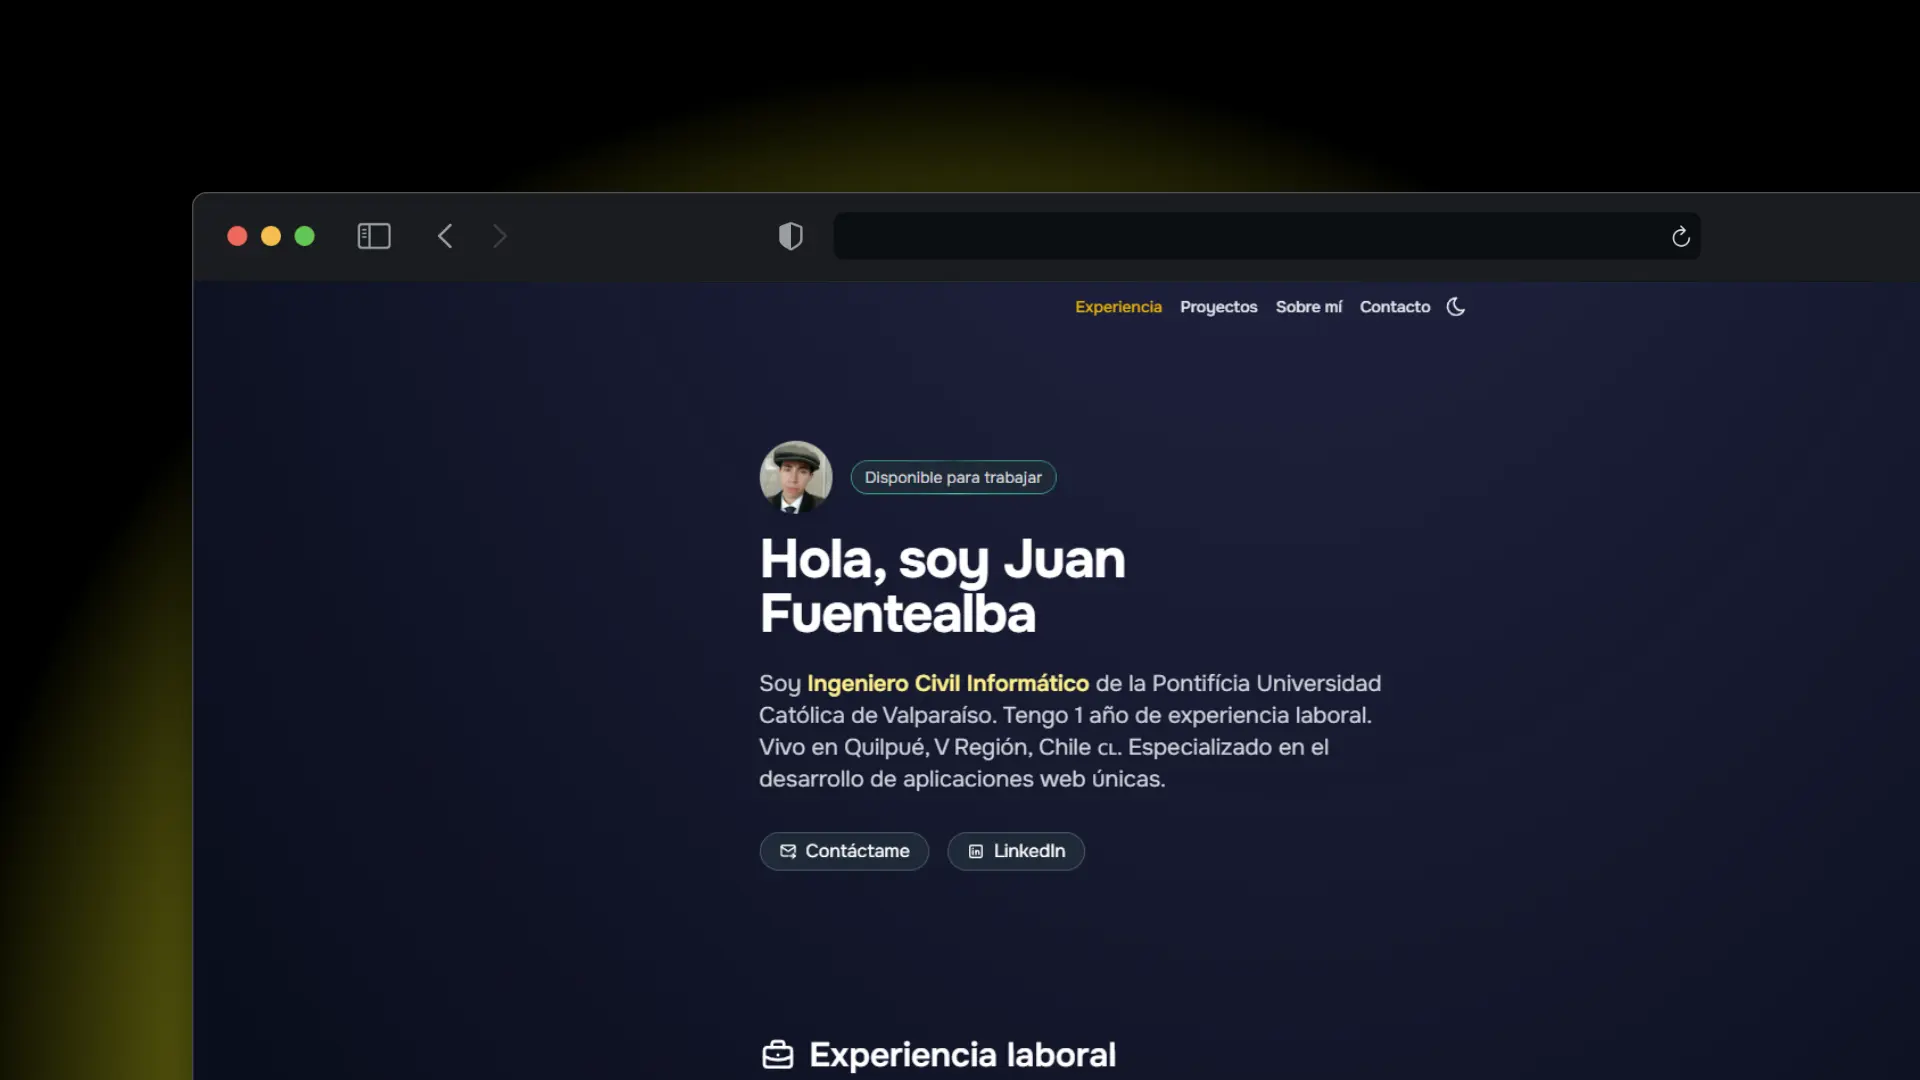 Experiencia Proyectos Sobre mí Contacto
Disponible para trabajar
Hola, soy Juan
Fuentealba
Soy Ingeniero Civil Informático de la Pontifícia Universidad
Católica de Valparaíso. Tengo 1 año de experiencia laboral.
Vivo en Quilpué, V Región, Chile CL. Especializado en el
desarrollo de aplicaciones web únicas.
Contáctame LinkedIn
Experiencia laboral